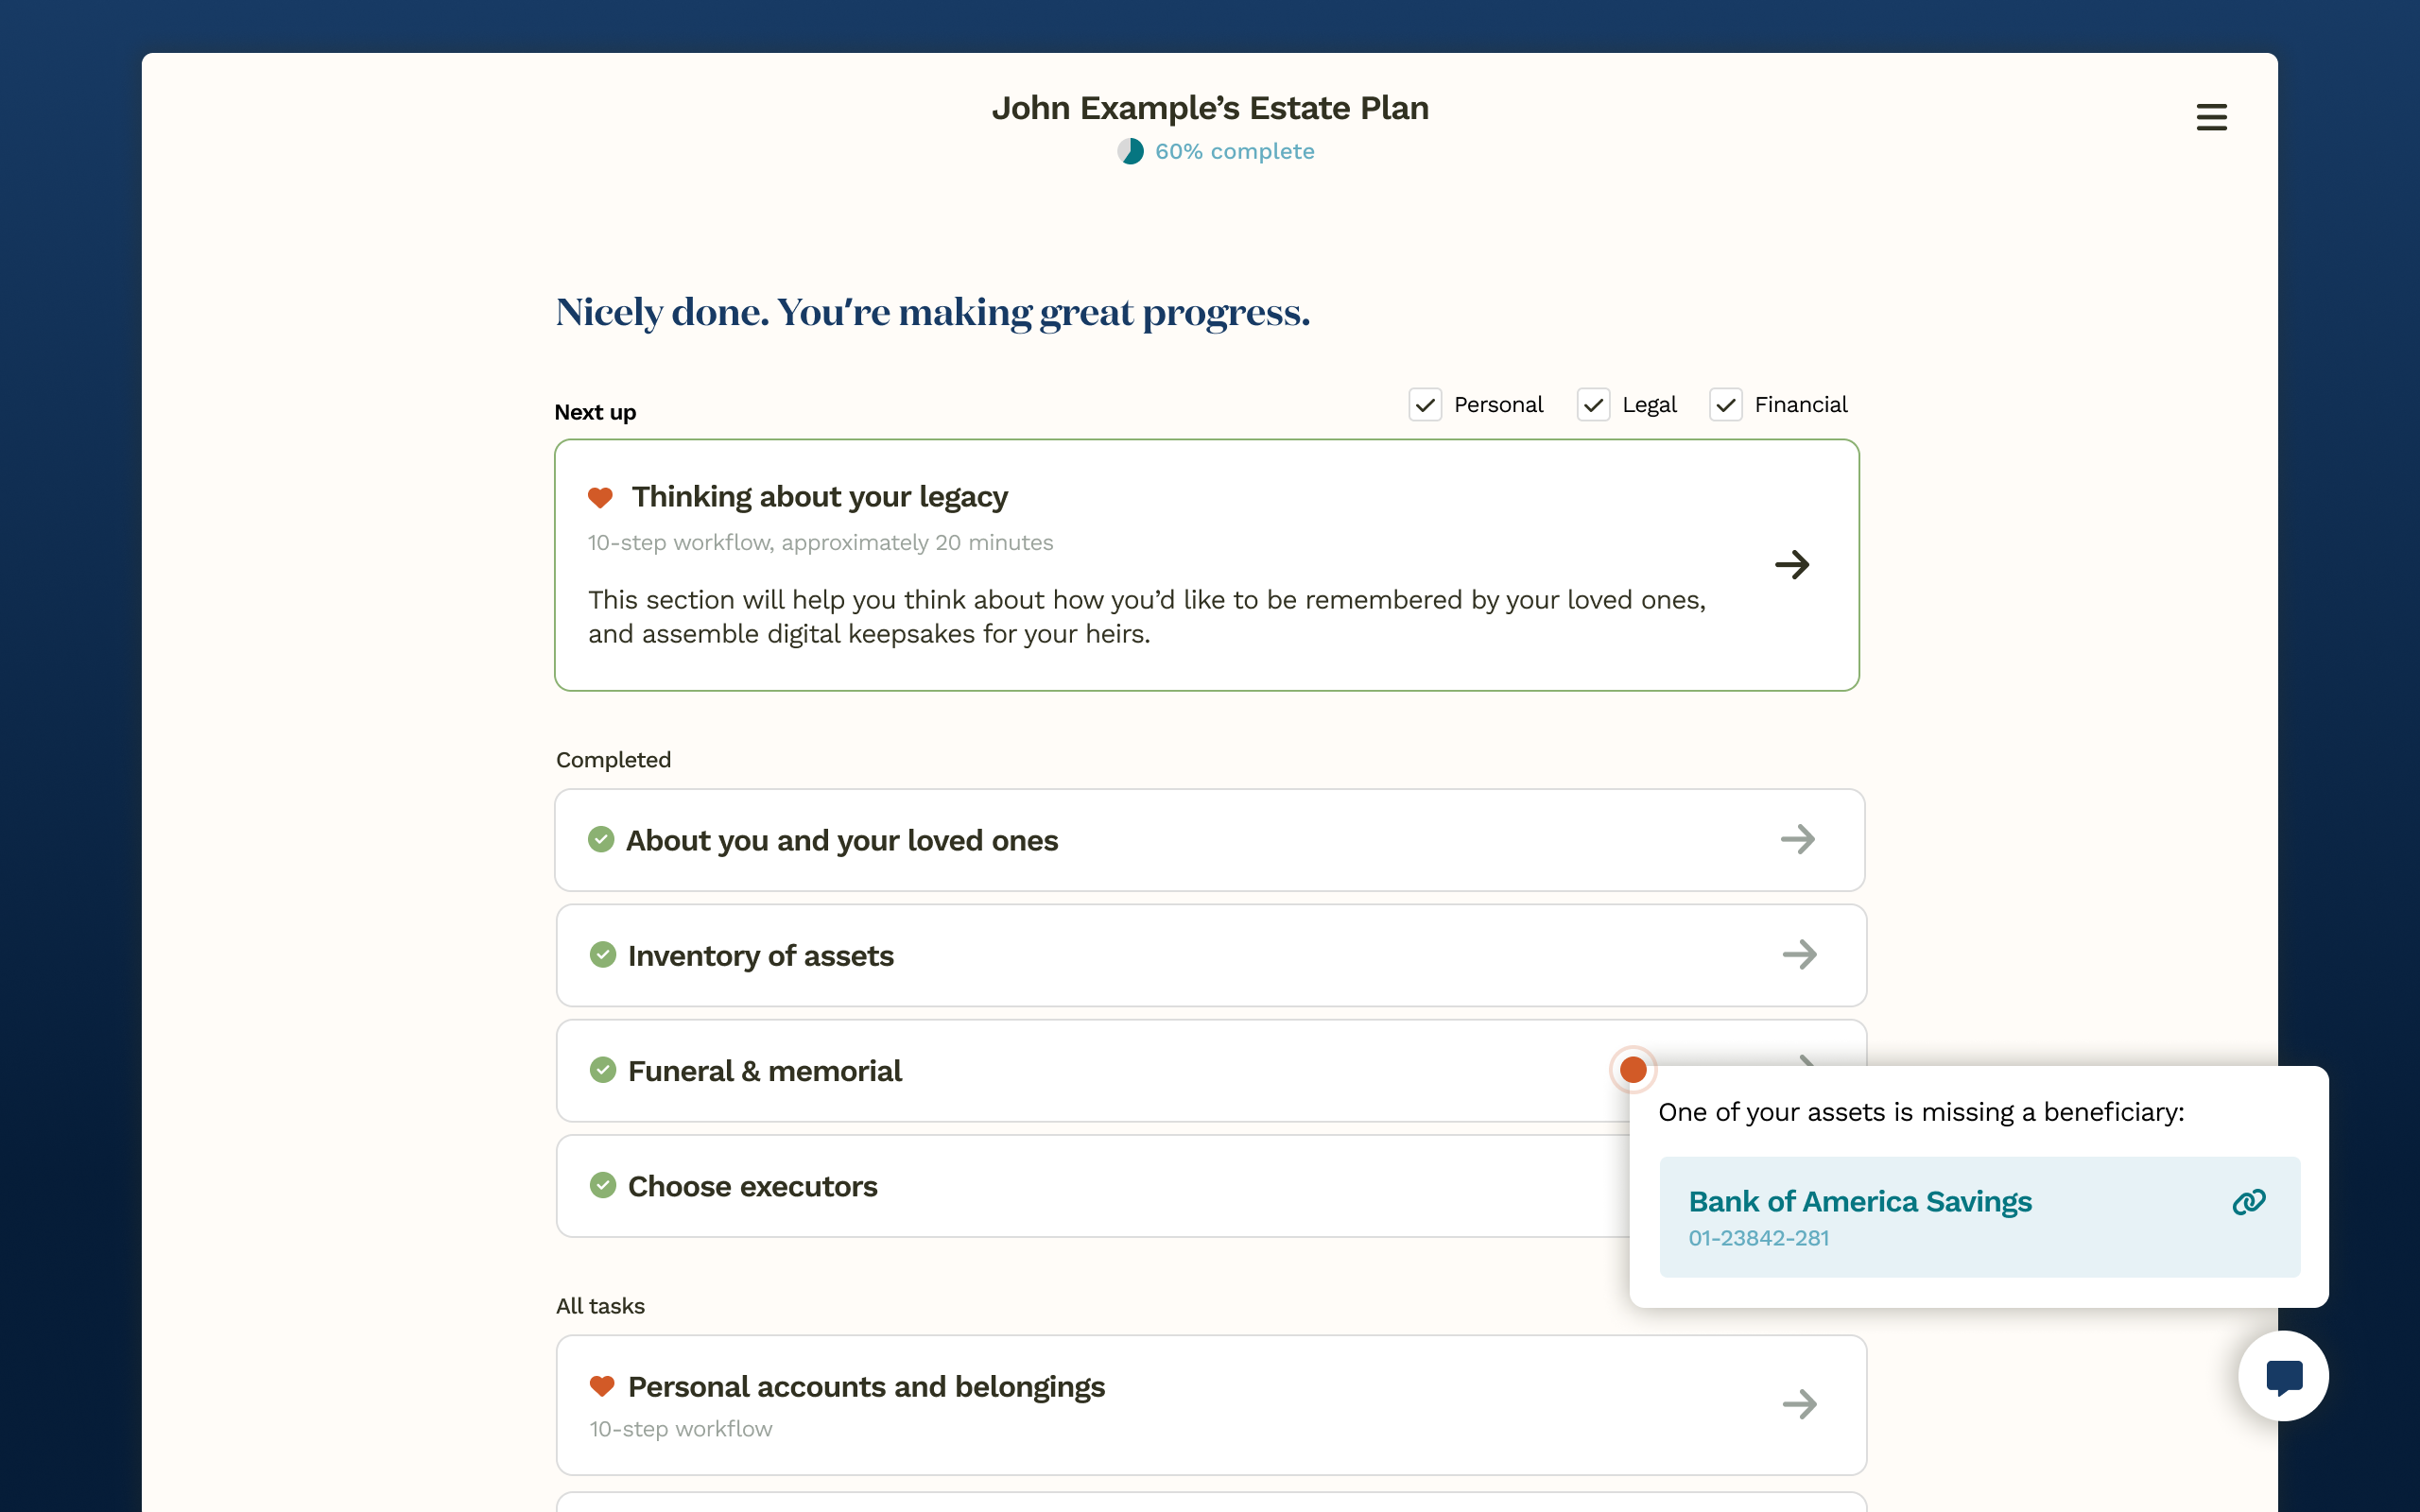 John Example’s Estate Plan
60% complete
Nicely done. You're making great progress.
Next up
Personal
Legal
Financial
Thinking about your legacy
10-step workflow, approximately 20 minutes
This section will help you think about how you’d like to be remembered by your loved ones,
and assemble digital keepsakes for your heirs.
Completed
About you and your loved ones
Inventory of assets
Funeral & memorial
Choose executors
One of your assets is missing a beneficiary:
Bank of America Savings
01-23842-281
All tasks
Personal accounts and belongings
10-step workflow